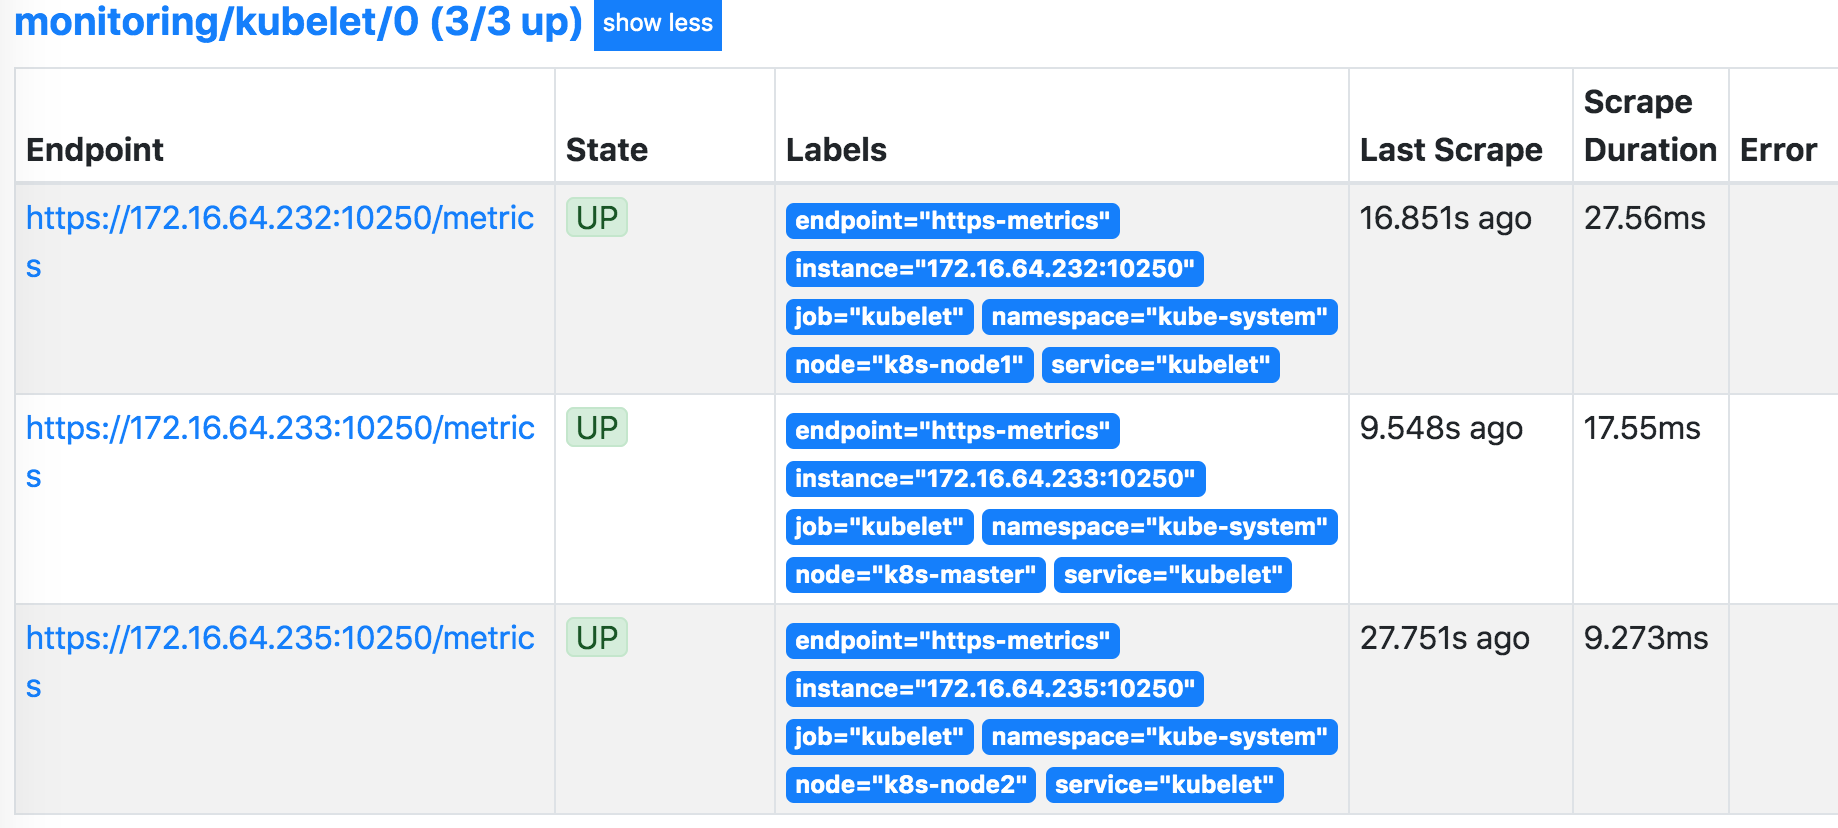 monitoring/kubelet/0 (3/3 up) show less
Endpoint State Labels Last Scrape Scrape Duration Error
https://172.16.64.232:10250/metric
s
UP
endpoint="https-metrics"
instance="172.16.64.232:10250"
job="kubelet" namespace="kube-system"
node="k8s-node1" service="kubelet"
16.851s ago
27.56ms
https://172.16.64.233:10250/metric
s
UP
endpoint="https-metrics"
instance="172.16.64.233:10250"
job="kubelet" namespace="kube-system"
node="k8s-master" service="kubelet"
9.548s ago
17.55ms
https://172.16.64.235:10250/metric
s
UP
endpoint="https-metrics"
instance="172.16.64.235:10250"
job="kubelet" namespace="kube-system"
node="k8s-node2" service="kubelet"
27.751s ago
9.273ms